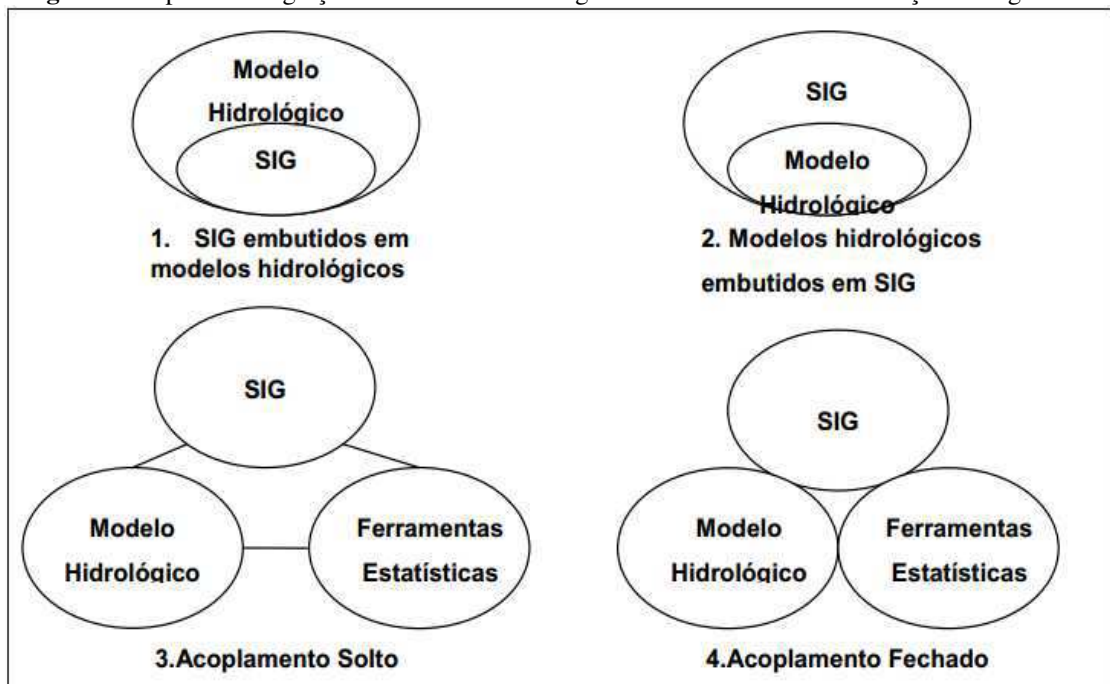 Modelo
Hidrológico
SIG
1. SIG embutidos em
modelos hidrológicos
SIG
Modelo
Hidrológico
2. Modelos hidrológicos
embutidos em SIG
SIG
Modelo
Hidrológico
Ferramentas
Estatísticas
3.Acoplamento Solto
SIG
Modelo
Hidrológico
Ferramentas
Estatísticas
4.Acoplamento Fechado